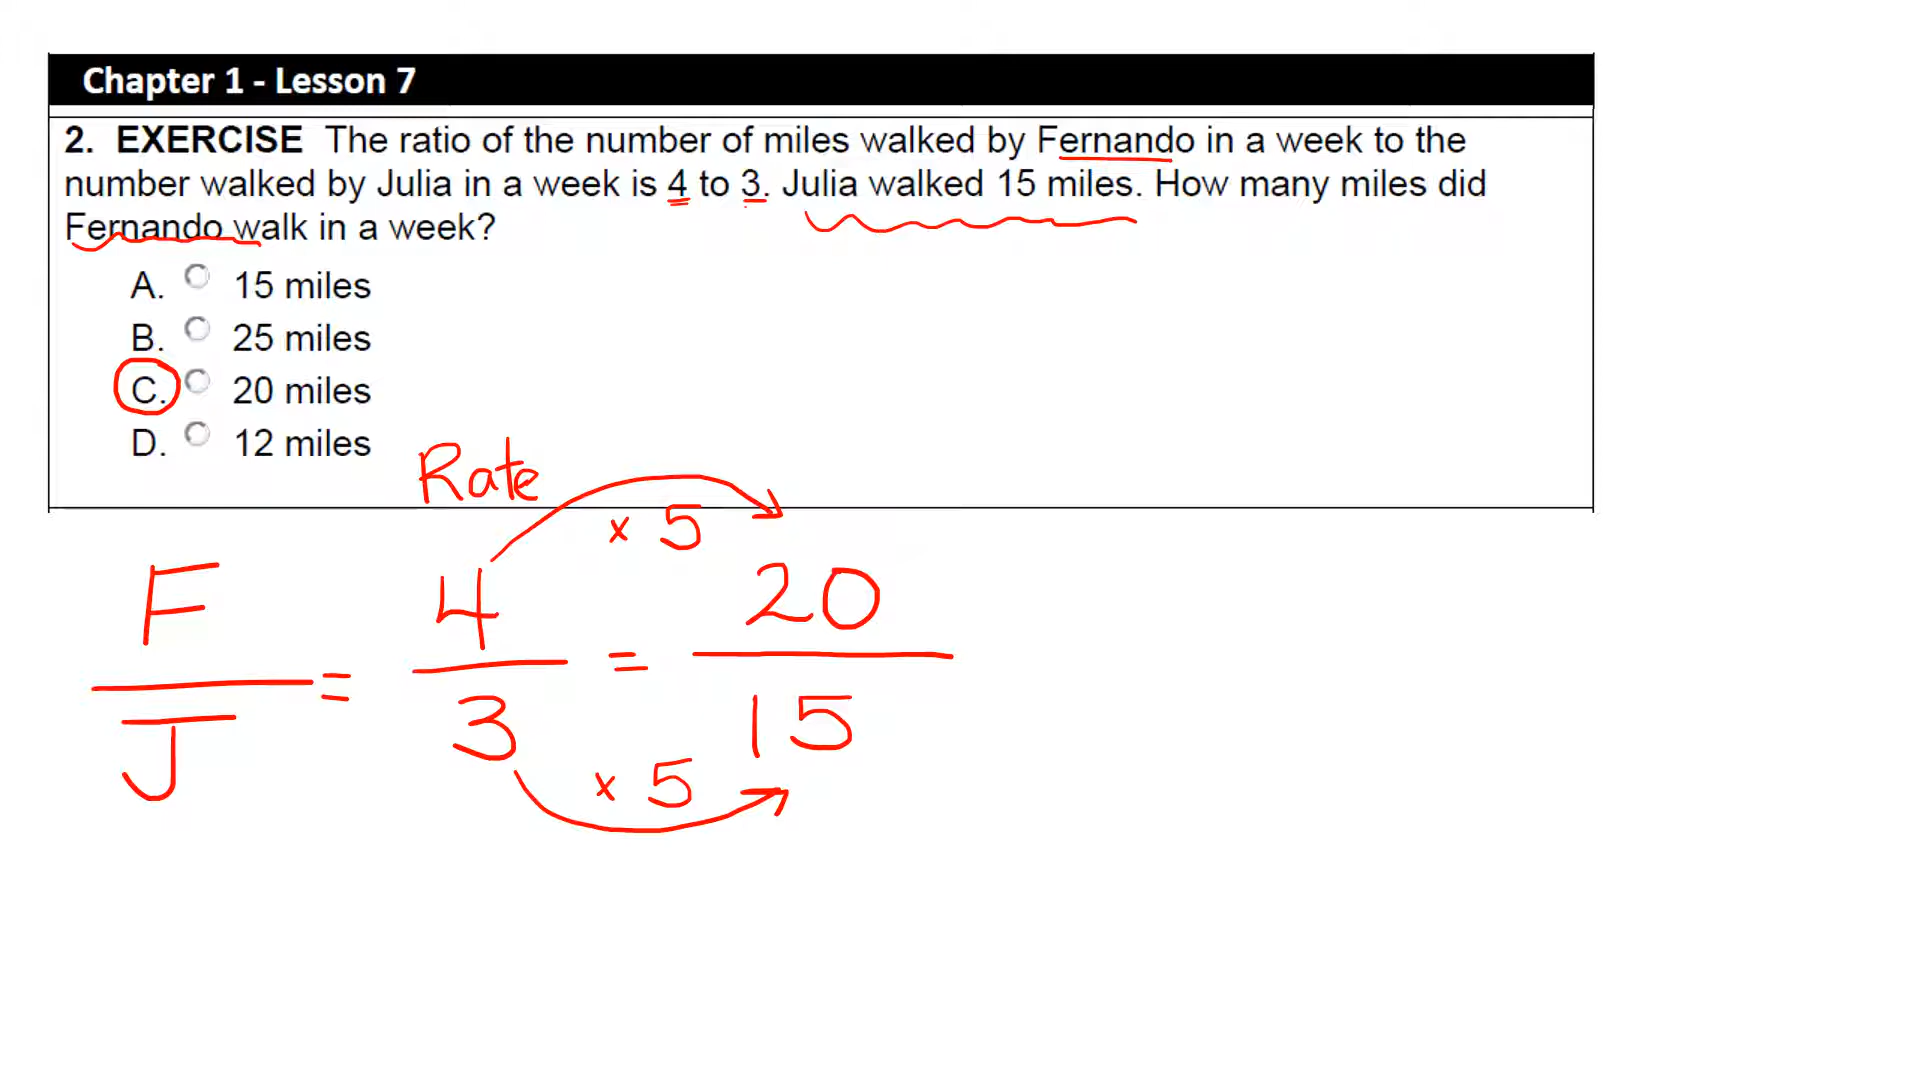 Chapter 1 - Lesson 7
2. EXERCISE The ratio of the number of miles walked by Fernando in a week to the
number walked by Julia in a week is 4 to 3. Julia walked 15 miles. How many miles did
Fernando walk in a week?
A. 15 miles
B. 25 miles
C. 20 miles
D. 12 miles
Rate
× 5
F 4 20
= =
J 3 15
× 5